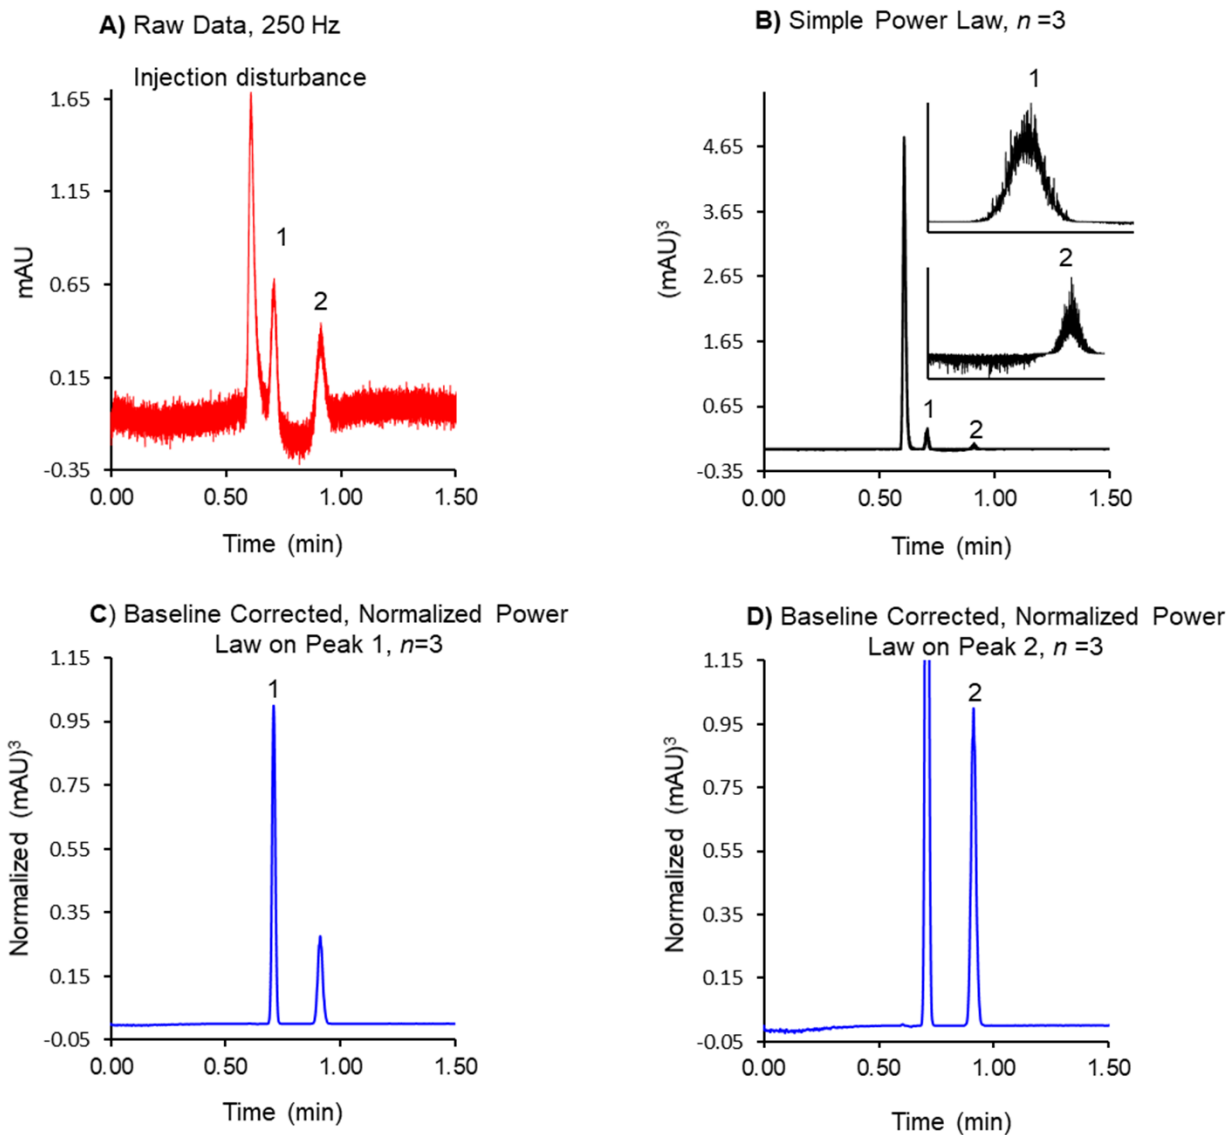 A) Raw Data, 250 Hz
Injection disturbance
1.65
1.15
0.65
0.15
-0.35
mAU
1
2
0.00 0.50 1.00 1.50
Time (min)
B) Simple Power Law, n =3
4.65
3.65
2.65
1.65
0.65
-0.35
(mAU)³
1
2
1
2
0.00 0.50 1.00 1.50
Time (min)
C) Baseline Corrected, Normalized Power
Law on Peak 1, n=3
1.15
0.95
0.75
0.55
0.35
0.15
-0.05
Normalized (mAU)³
1
0.00 0.50 1.00 1.50
Time (min)
D) Baseline Corrected, Normalized Power
Law on Peak 2, n =3
1.15
0.95
0.75
0.55
0.35
0.15
-0.05
Normalized (mAU)³
2
0.00 0.50 1.00 1.50
Time (min)